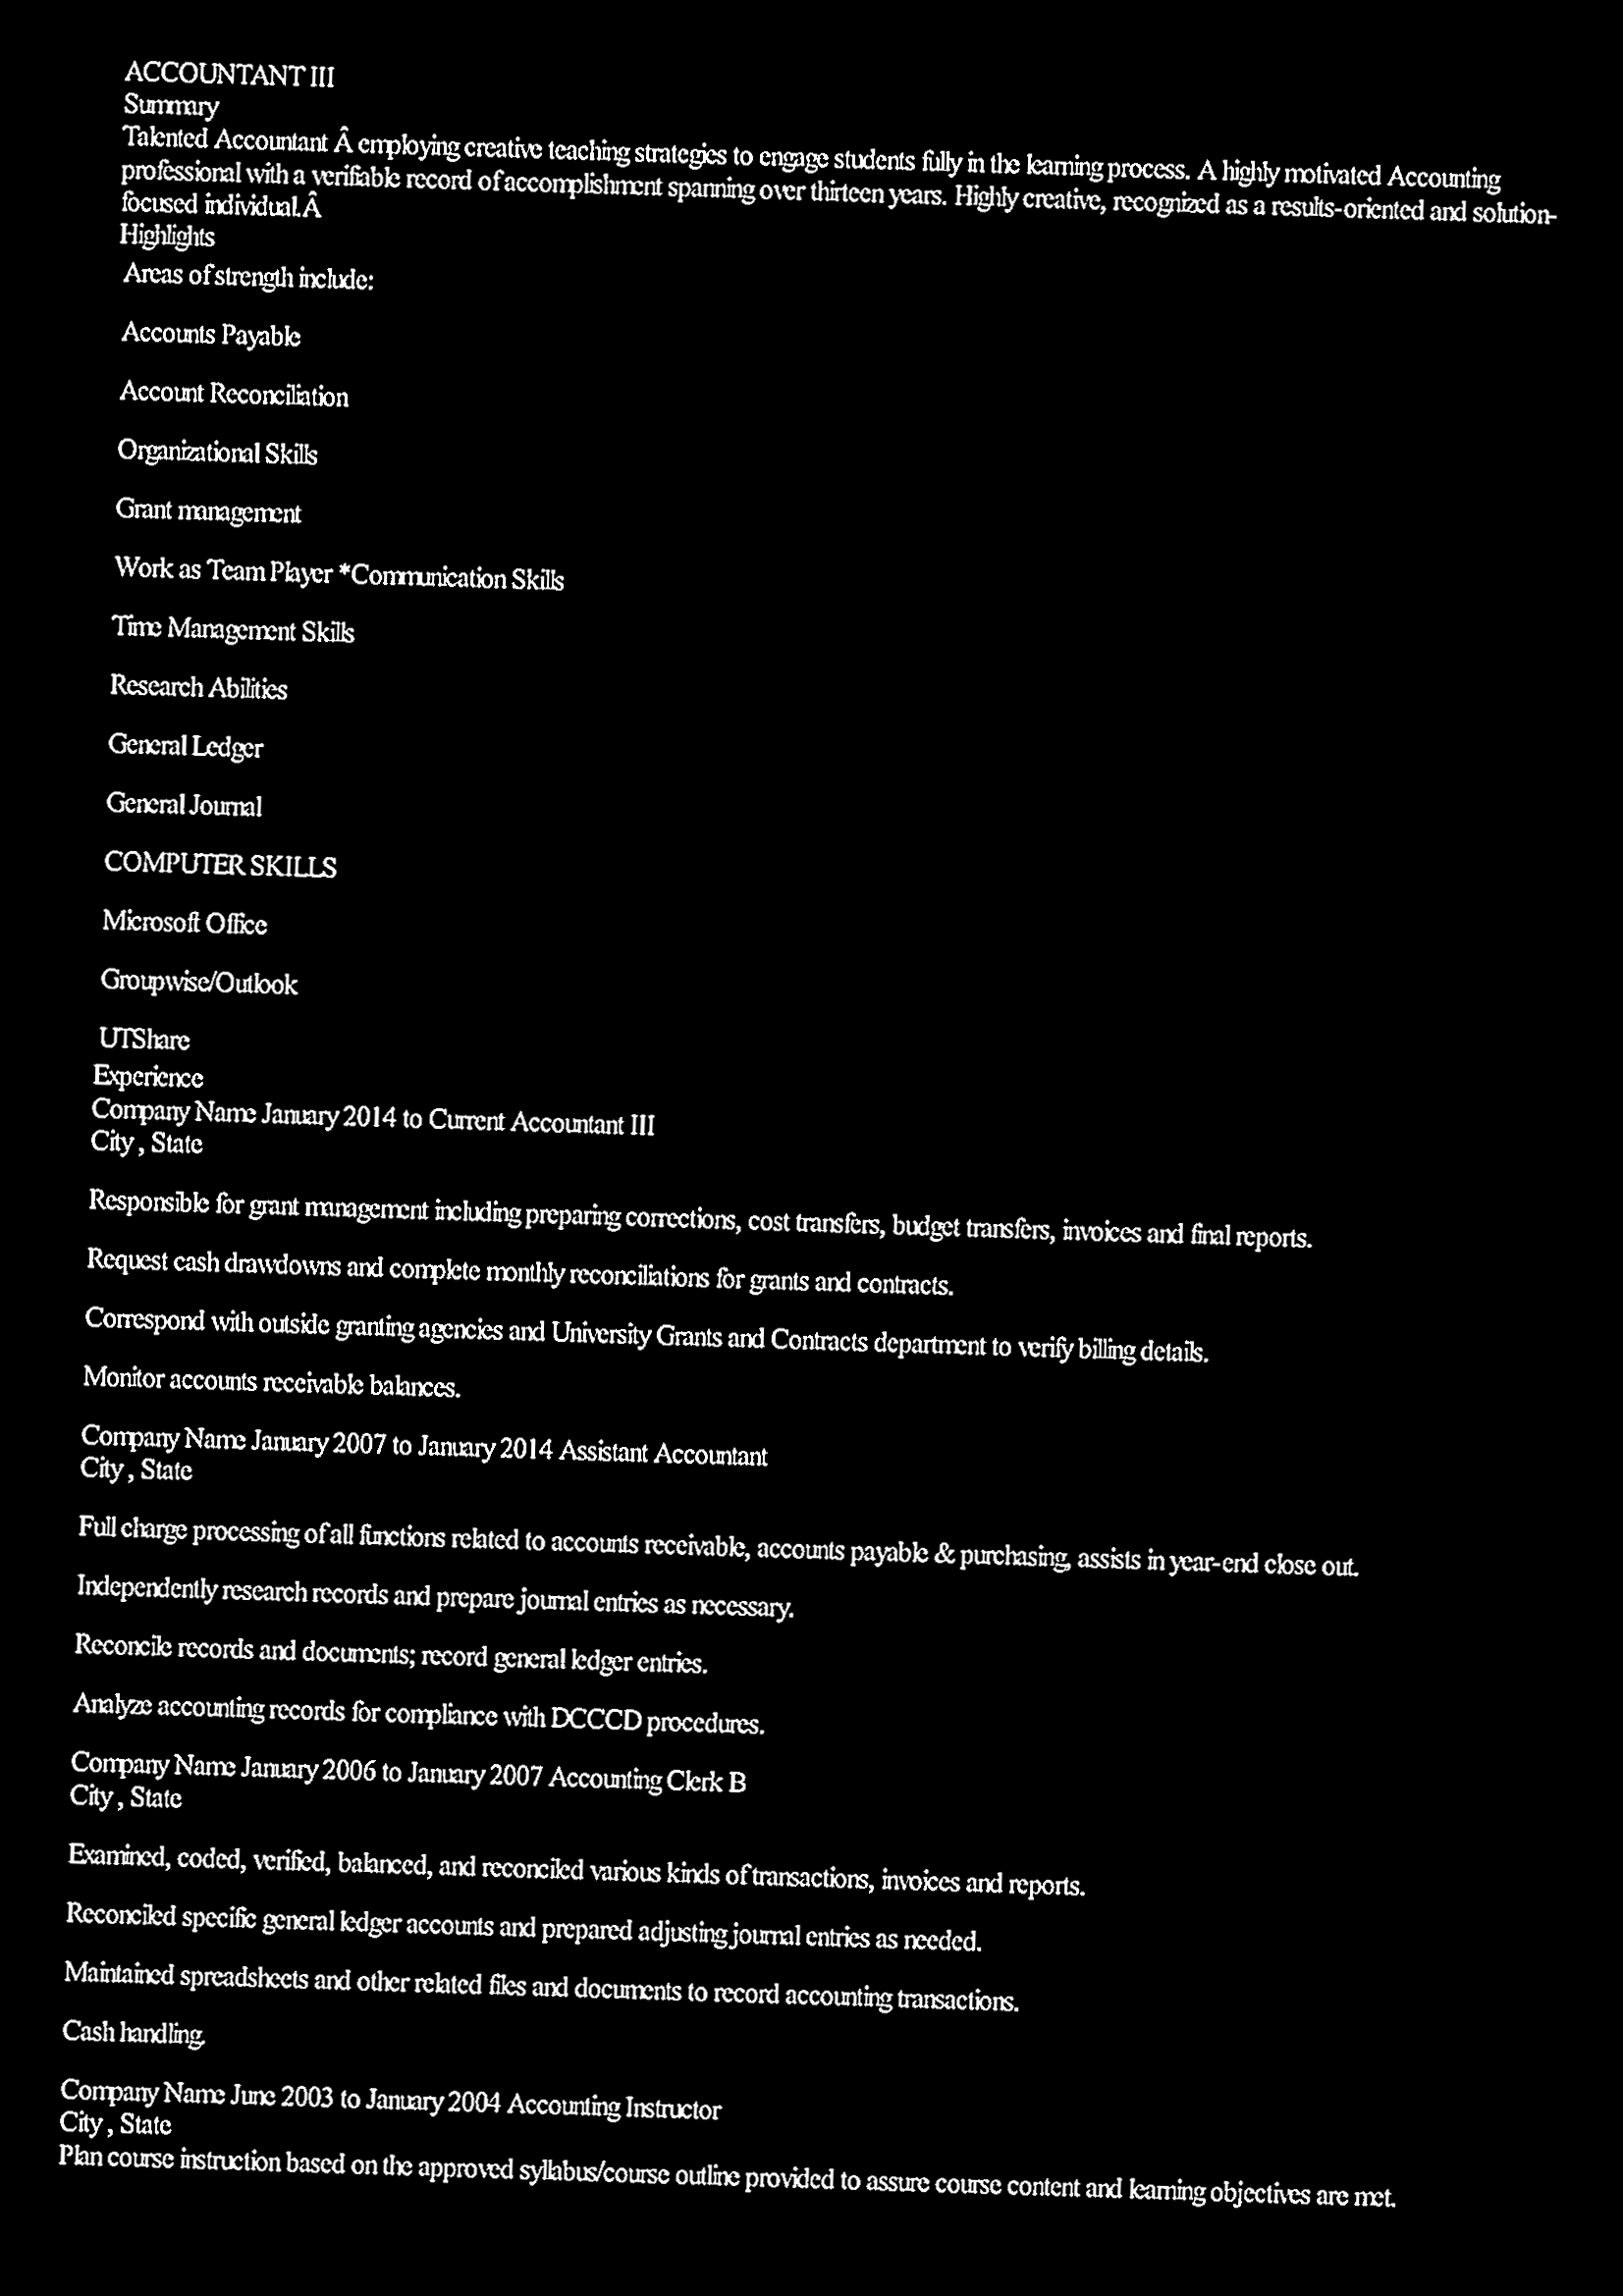 ACCOUNTANT III
Summary
Talented Accountant Â employing creative teaching strategies to engage students fully in the learning process. A highly motivated Accounting
professional with a verifiable record of accomplishment spanning over thirteen years. Highly creative, recognized as a results-oriented and solution-
focused individual.Â
Highlights
Areas of strength include:
Accounts Payable
Account Reconciliation
Organizational Skills
Grant management
Work as Team Player *Communication Skills
Time Management Skills
Research Abilities
General Ledger
General Journal
COMPUTER SKILLS
Microsoft Office
Groupwise/Outlook
UTShare
Experience
Company Name January 2014 to Current Accountant III
City , State
Responsible for grant management including preparing corrections, cost transfers, budget transfers, invoices and final reports.
Request cash drawdowns and complete monthly reconciliations for grants and contracts.
Correspond with outside granting agencies and University Grants and Contracts department to verify billing details.
Monitor accounts receivable balances.
Company Name January 2007 to January 2014 Assistant Accountant
City , State
Full charge processing of all functions related to accounts receivable, accounts payable & purchasing, assists in year-end close out.
Independently research records and prepare journal entries as necessary.
Reconcile records and documents; record general ledger entries.
Analyze accounting records for compliance with DCCCD procedures.
Company Name January 2006 to January 2007 Accounting Clerk B
City , State
Examined, coded, verified, balanced, and reconciled various kinds of transactions, invoices and reports.
Reconciled specific general ledger accounts and prepared adjusting journal entries as needed.
Maintained spreadsheets and other related files and documents to record accounting transactions.
Cash handling.
Company Name June 2003 to January 2004 Accounting Instructor
City , State
Plan course instruction based on the approved syllabus/course outline provided to assure course content and learning objectives are met.